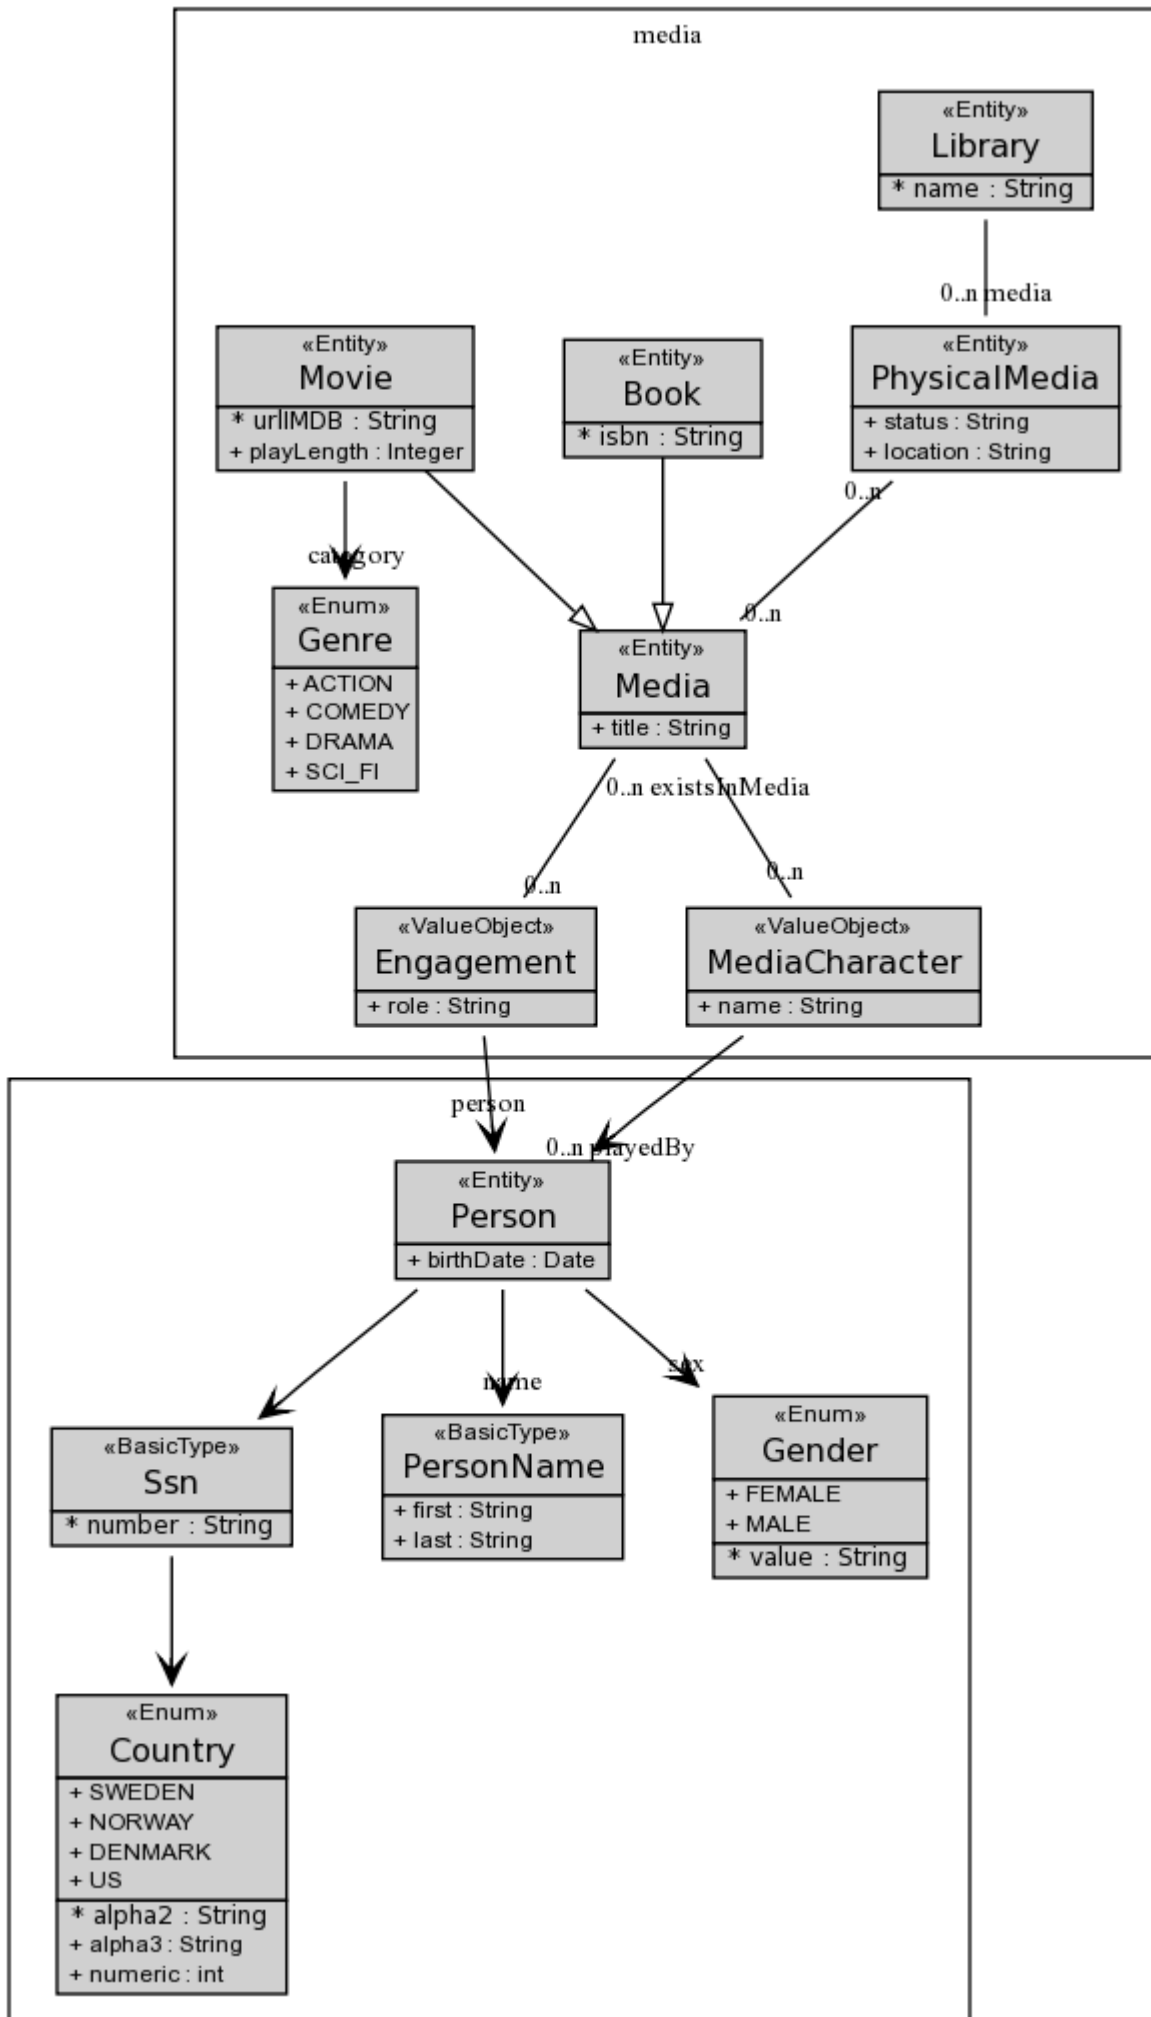 media
«Entity»
Library
* name : String
0..n media
«Entity»
Movie
* urlIMDB : String
+ playLength : Integer
«Entity»
Book
* isbn : String
«Entity»
PhysicalMedia
+ status : String
+ location : String
0..n
category
«Enum»
Genre
+ ACTION
+ COMEDY
+ DRAMA
+ SCI_FI
0..n
«Entity»
Media
+ title : String
0..n existsInMedia
0..n
0..n
«ValueObject»
Engagement
+ role : String
«ValueObject»
MediaCharacter
+ name : String
person
0..n playedBy
«Entity»
Person
+ birthDate : Date
name
sex
«BasicType»
Ssn
* number : String
«BasicType»
PersonName
+ first : String
+ last : String
«Enum»
Gender
+ FEMALE
+ MALE
* value : String
«Enum»
Country
+ SWEDEN
+ NORWAY
+ DENMARK
+ US
* alpha2 : String
+ alpha3 : String
+ numeric : int